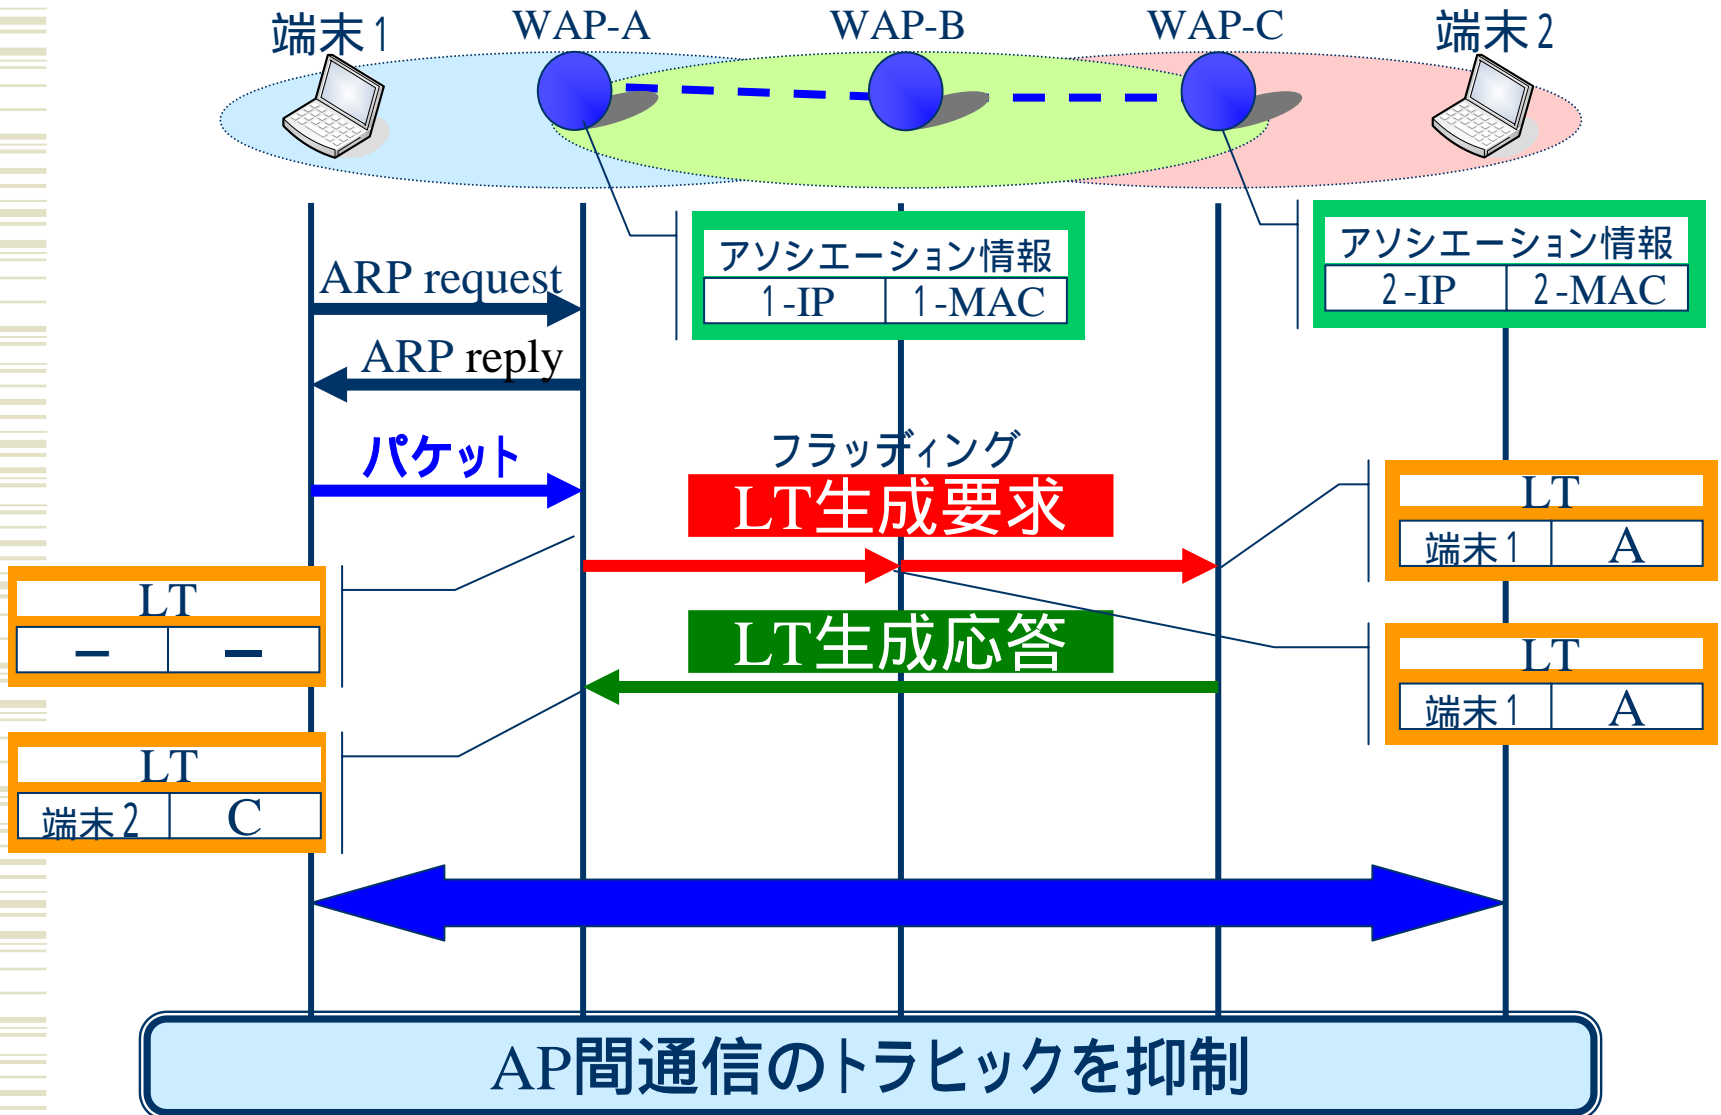 端末1
WAP-A
WAP-B
WAP-C
端末2
アソシエーション情報
1-IP
1-MAC
アソシエーション情報
2-IP
2-MAC
ARP request
ARP reply
パケット
フラッディング
LT生成要求
LT
端末1
A
LT
ー
ー
LT生成応答
LT
端末1
A
LT
端末2
C
AP間通信のトラヒックを抑制